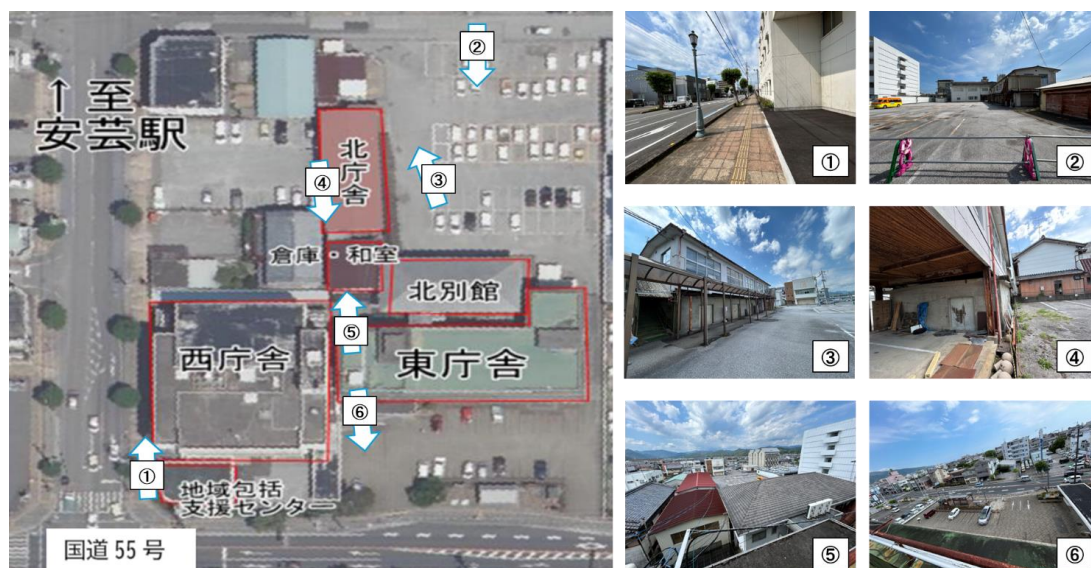 ↑至
安芸駅
②
北庁舎
④
③
倉庫・和室
北別館
⑤
西庁舎
東庁舎
⑥
①
地域包括
支援センター
国道55号
①
②
③
④
⑤
⑥